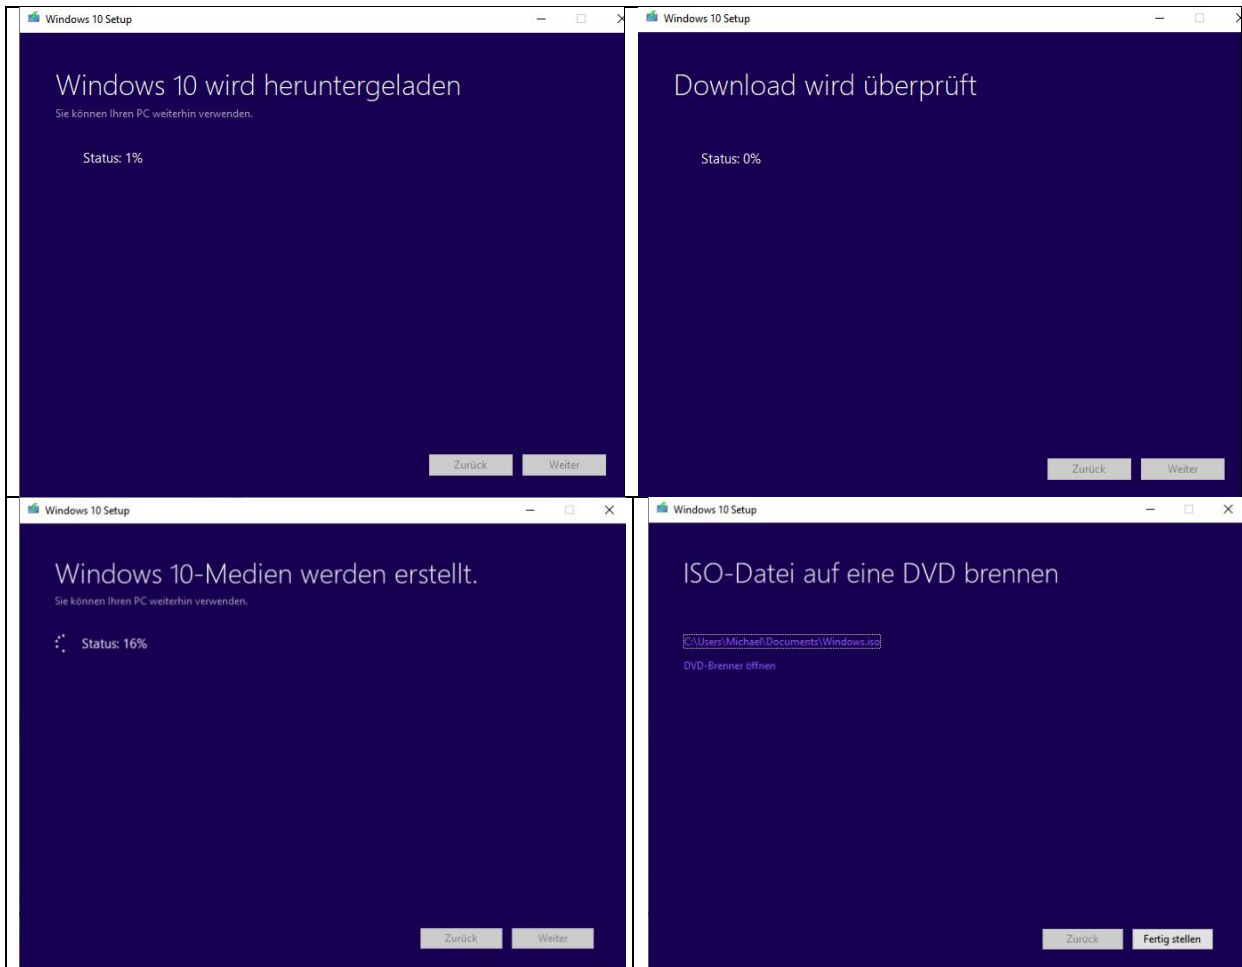 Windows 10 Setup
Windows 10 wird heruntergeladen
Sie können Ihren PC weiterhin verwenden.
Status: 1%
Zurück
Weiter
Windows 10 Setup
Download wird überprüft
Status: 0%
Zurück
Weiter
Windows 10 Setup
Windows 10-Medien werden erstellt.
Sie können Ihren PC weiterhin verwenden.
Status: 16%
Zurück
Weiter
Windows 10 Setup
ISO-Datei auf eine DVD brennen
C:\Users\Michael\Documents\Windows.iso
DVD-Brenner öffnen
Zurück
Fertig stellen